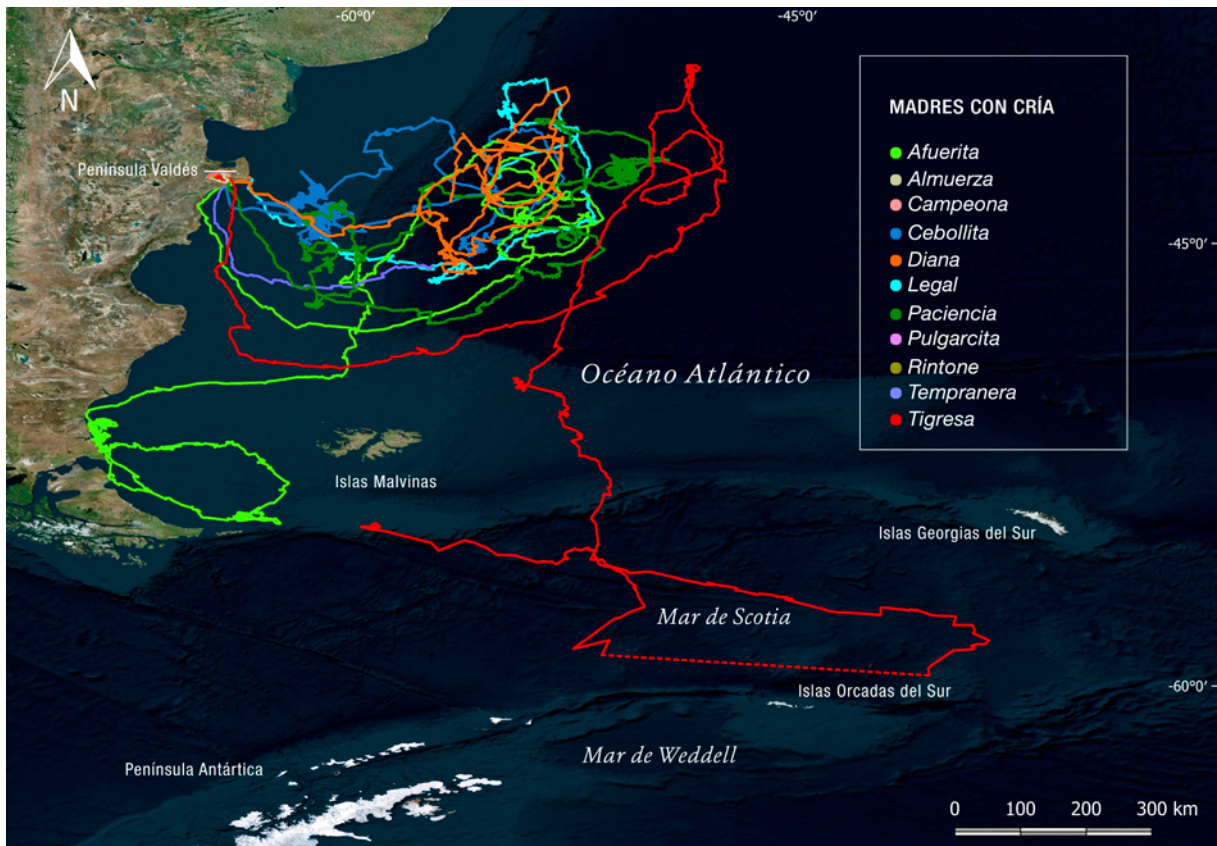 -60°0'
-45°0'
N
MADRES CON CRÍA
Afuerita
Almuerza
Península Valdés
Campeona
Cebollita
-45°0'
Diana
Legal
Paciencia
Pulgarcita
Rintone
Océano Atlántico
Tempranera
Tigresa
Islas Malvinas
Islas Georgias del Sur
Mar de Scotia
-60°0'
Islas Orcadas del Sur
Mar de Weddell
Península Antártica
0 100 200 300 km